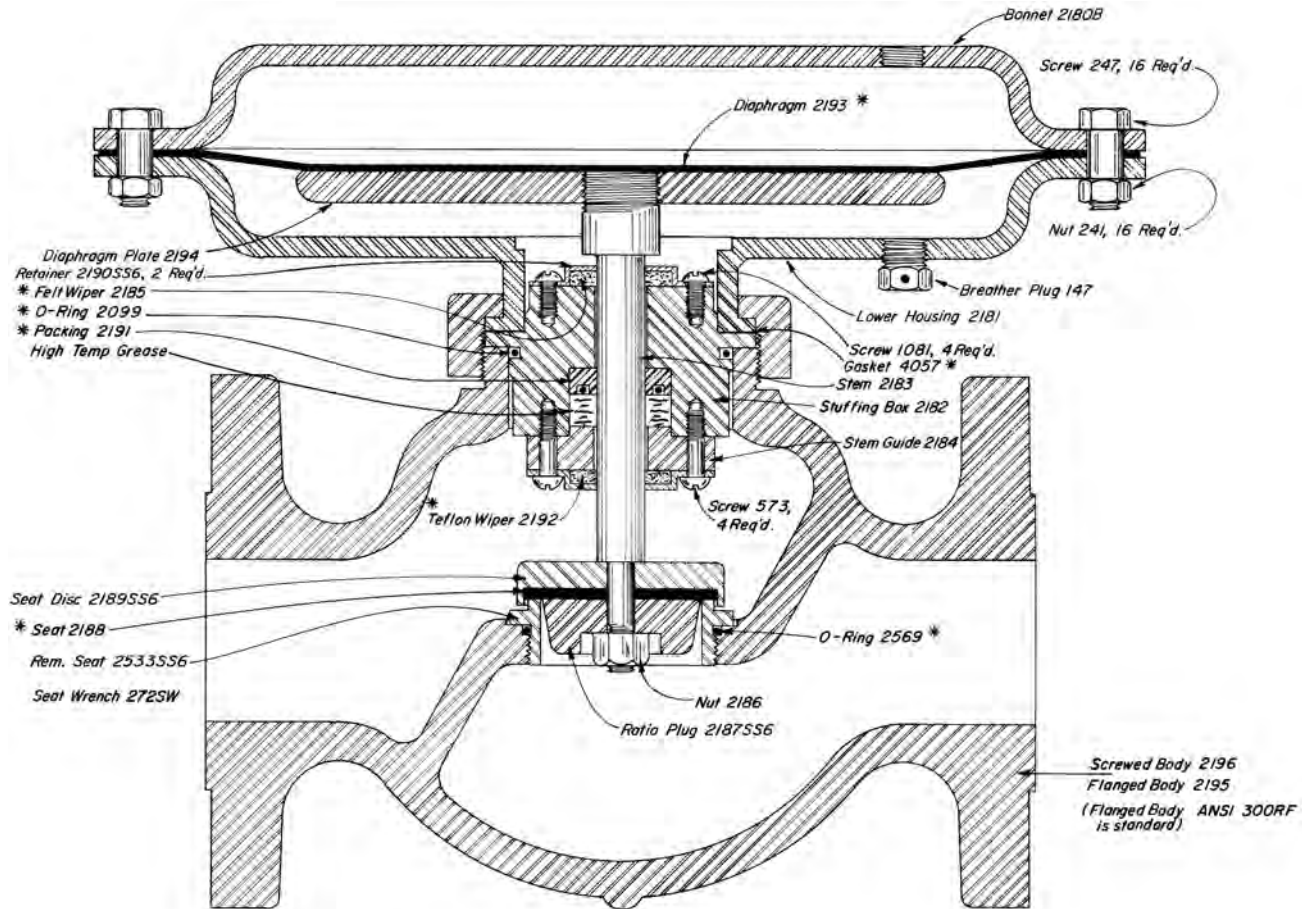 Bonnet 2180B
Screw 247, 16 Req'd.
Diaphragm 2193 *
Nut 241, 16 Req'd.
Diaphragm Plate 2194
Retainer 2190SS6, 2 Req'd.
* Felt Wiper 2185
* O-Ring 2099
* Packing 2191
High Temp Grease
Breather Plug 147
Lower Housing 2181
Screw 1081, 4 Req'd.
Gasket 4057 *
Stem 2183
Stuffing Box 2182
Stem Guide 2184
*
Teflon Wiper 2192
Screw 573,
4 Req'd.
Seat Disc 2189SS6
* Seat 2188
Rem. Seat 2533SS6
Seat Wrench 272SW
O-Ring 2569 *
Nut 2186
Ratio Plug 2187SS6
Screwed Body 2196
Flanged Body 2195
(Flanged Body ANSI 300RF
is standard)